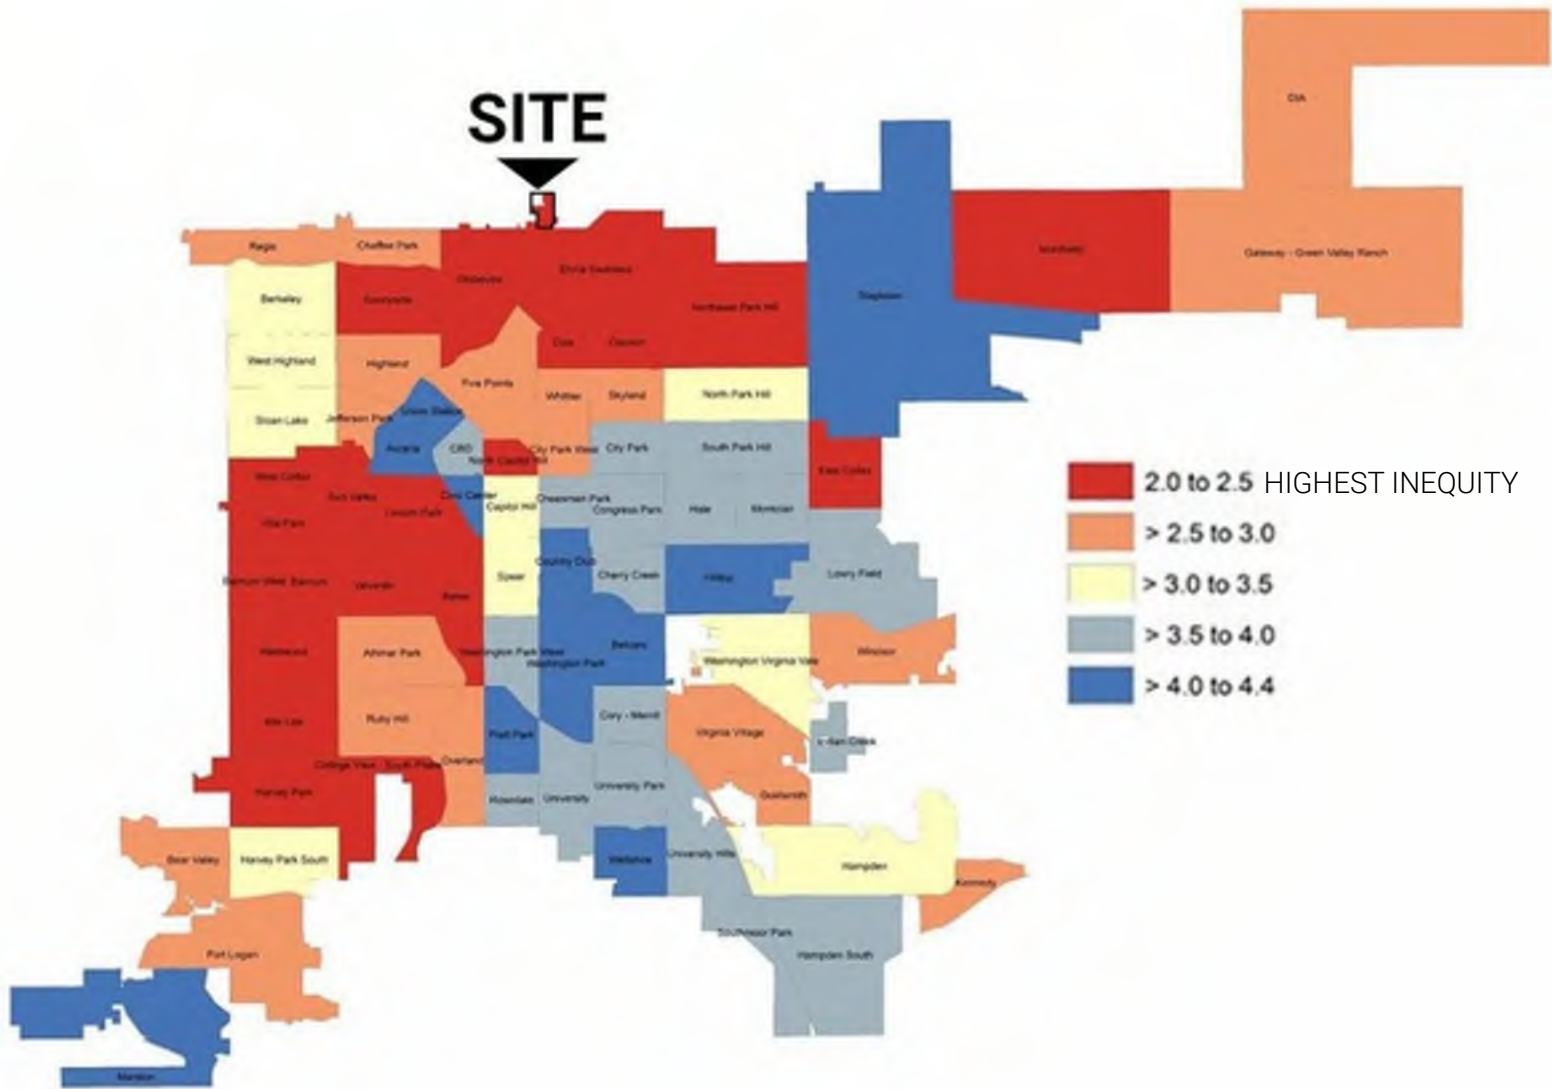 DIA
SITE
Regis
Chaffee Park
Gateway - Green Valley Ranch
Montbello
Elyria Swansea
Globeville
Berkeley
Sunnyside
Stapleton
Northeast Park Hill
Cole
Clayton
West Highland
Highland
Five Points
Whittier
Skyland
North Park Hill
Sloan Lake
Jefferson Park
Union Station
Auraria
CBD
City Park West
City Park
South Park Hill
North Capitol Hill
East Colfax
West Colfax
Sun Valley
Civic Center
Lincoln Park
Capitol Hill
Cheesman Park
Congress Park
Hale
Montclair
Villa Park
Country Club
Cherry Creek
Hilltop
Lowry Field
Barnum West
Barnum
Valverde
Baker
Speer
Westwood
Athmar Park
Washington Park West
Washington Park
Belcaro
Washington Virginia Vale
Windsor
Mar Lee
Ruby Hill
Platt Park
Cory - Merrill
Virginia Village
Indian Creek
College View - South Platte
Overland
Harvey Park
Rosedale
University
University Park
Goldsmith
Bear Valley
Harvey Park South
Wellshire
University Hills
Hampden
Kennedy
Southmoor Park
Fort Logan
Hampden South
Marston
2.0 to 2.5 HIGHEST INEQUITY
> 2.5 to 3.0
> 3.0 to 3.5
> 3.5 to 4.0
> 4.0 to 4.4